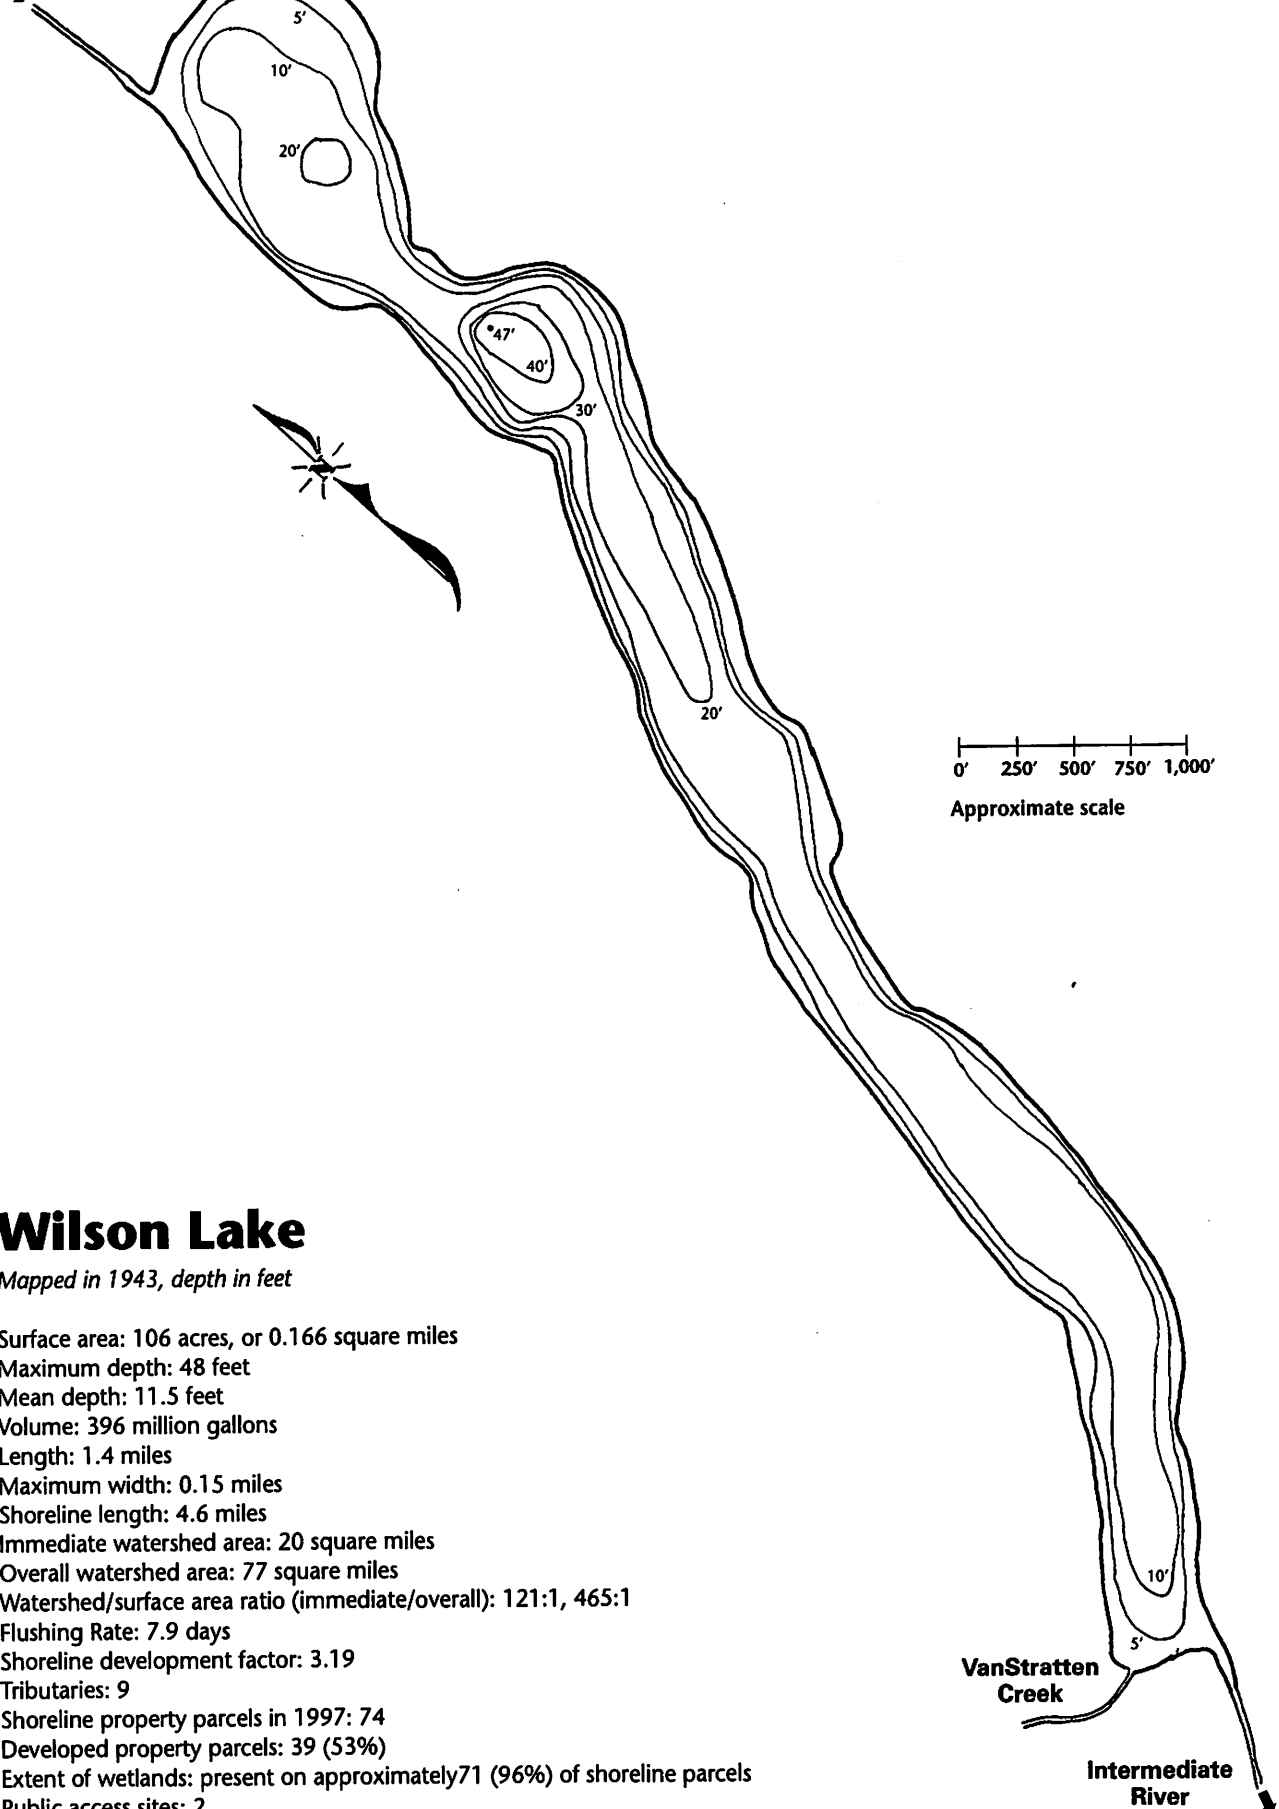 5'
10'
20'
47'
40'
30'
20'
0' 250' 500' 750' 1,000'
Approximate scale
Wilson Lake
Mapped in 1943, depth in feet
Surface area: 106 acres, or 0.166 square miles
Maximum depth: 48 feet
Mean depth: 11.5 feet
Volume: 396 million gallons
Length: 1.4 miles
Maximum width: 0.15 miles
Shoreline length: 4.6 miles
Immediate watershed area: 20 square miles
Overall watershed area: 77 square miles
Watershed/surface area ratio (immediate/overall): 121:1, 465:1
Flushing Rate: 7.9 days
Shoreline development factor: 3.19
Tributaries: 9
Shoreline property parcels in 1997: 74
Developed property parcels: 39 (53%)
Extent of wetlands: present on approximately71 (96%) of shoreline parcels
Public access sites: 2
10'
5'
VanStratten
Creek
Intermediate
River